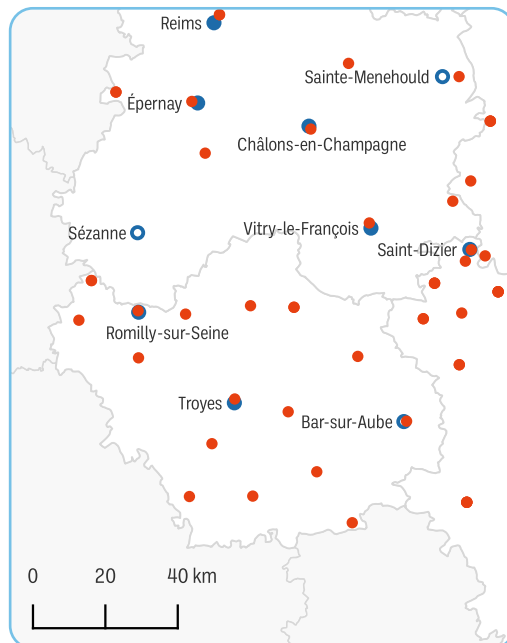 Reims
Sainte-Menehould
Épernay
Châlons-en-Champagne
Sézanne
Vitry-le-François
Saint-Dizier
Romilly-sur-Seine
Troyes
Bar-sur-Aube
0 20 40 km